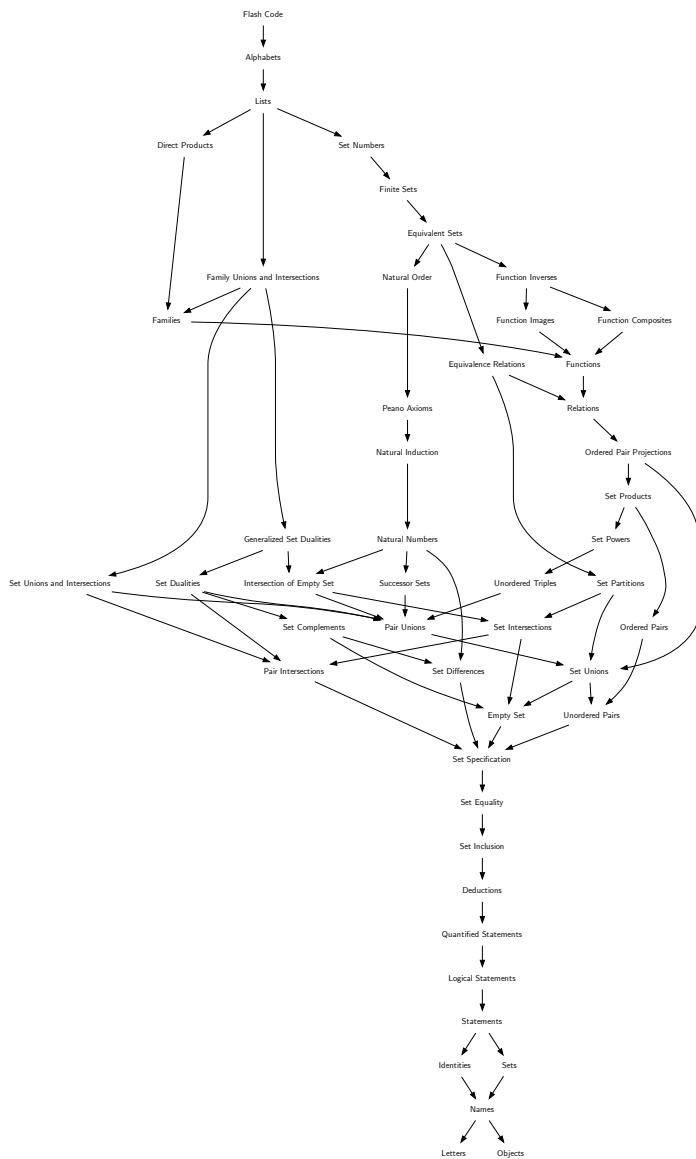 Flash Code
Alphabets
Lists
Direct Products
Set Numbers
Finite Sets
Equivalent Sets
Family Unions and Intersections
Natural Order
Function Inverses
Families
Function Images
Function Composites
Equivalence Relations
Functions
Peano Axioms
Relations
Natural Induction
Ordered Pair Projections
Set Products
Generalized Set Dualities
Natural Numbers
Set Powers
Set Unions and Intersections
Set Dualities
Intersection of Empty Set
Successor Sets
Unordered Triples
Set Partitions
Set Complements
Pair Unions
Set Intersections
Ordered Pairs
Pair Intersections
Set Differences
Set Unions
Empty Set
Unordered Pairs
Set Specification
Set Equality
Set Inclusion
Deductions
Quantified Statements
Logical Statements
Statements
Identities
Sets
Names
Letters
Objects